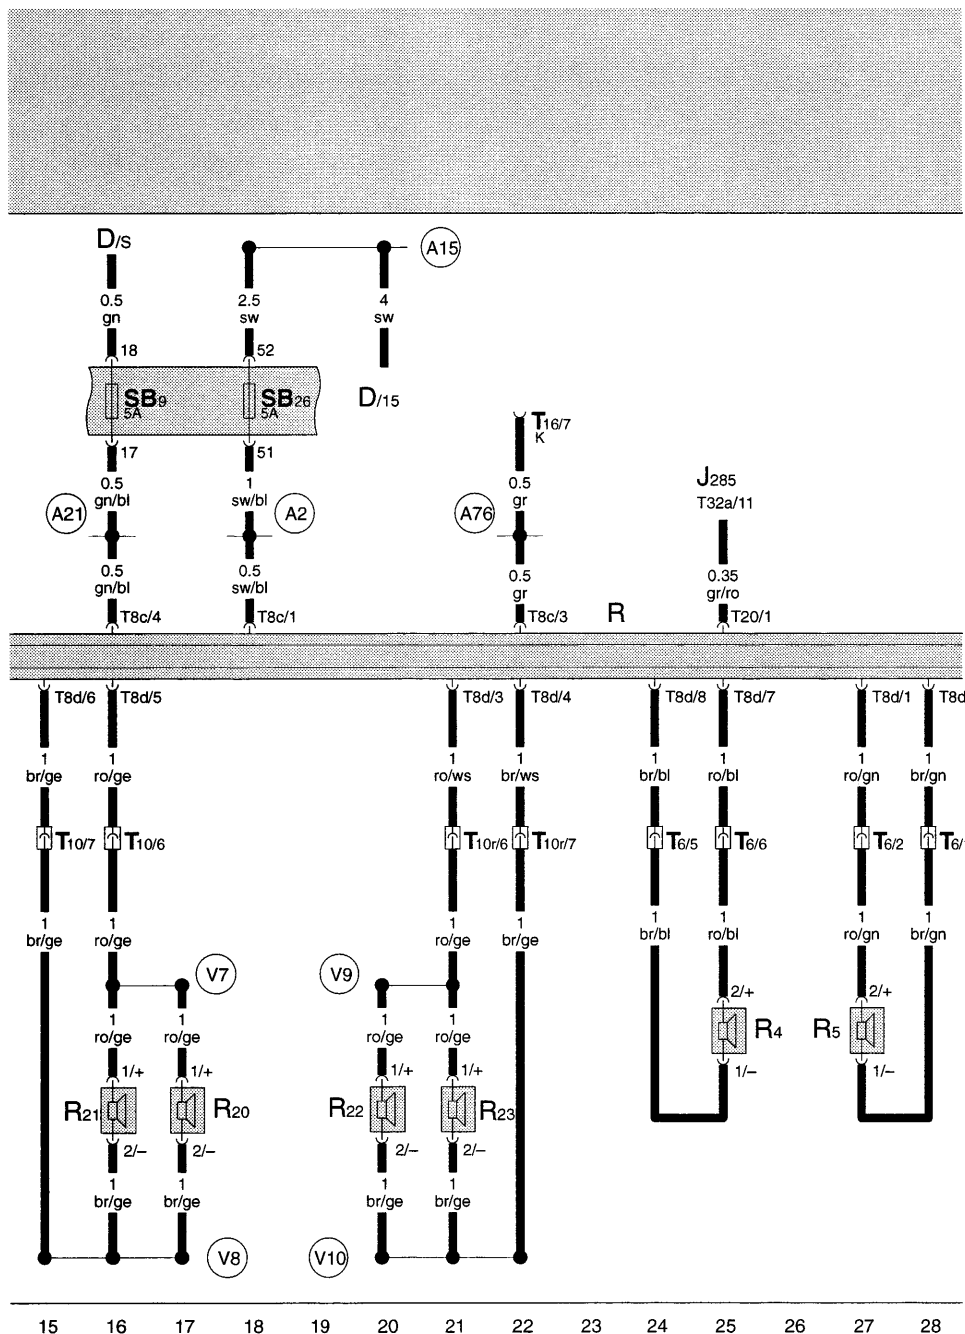 D/S
A15
0.5 2.5 4
gn sw sw
18 52
SB9 SB26 D/15
5A 5A
T16/7
K
17 51
0.5 1 0.5 J285
gn/bl sw/bl gr T32a/11
A21 A2 A76
0.5 0.5 0.5 0.35
gn/bl sw/bl gr gr/ro
T8c/4 T8c/1 T8c/3 R T20/1
T8d/6 T8d/5 T8d/3 T8d/4 T8d/8 T8d/7 T8d/1 T8d
1 1 1 1 1 1 1 1
br/ge ro/ge ro/ws br/ws br/bl ro/bl ro/gn br/gn
T10/7 T10/6 T10r/6 T10r/7 T6/5 T6/6 T6/2 T6/
1 1 1 1 1 1 1 1
br/ge ro/ge ro/ge br/ge br/bl ro/bl ro/gn br/gn
V7 V9
2/+ 2/+
1 1 1 1
ro/ge ro/ge ro/ge ro/ge
R4 R5
1/+ 1/+ 1/+ 1/+ 1/– 1/–
R21 R20 R22 R23
2/– 2/– 2/– 2/–
1 1 1 1
br/ge br/ge br/ge br/ge
V8 V10
15 16 17 18 19 20 21 22 23 24 25 26 27 28